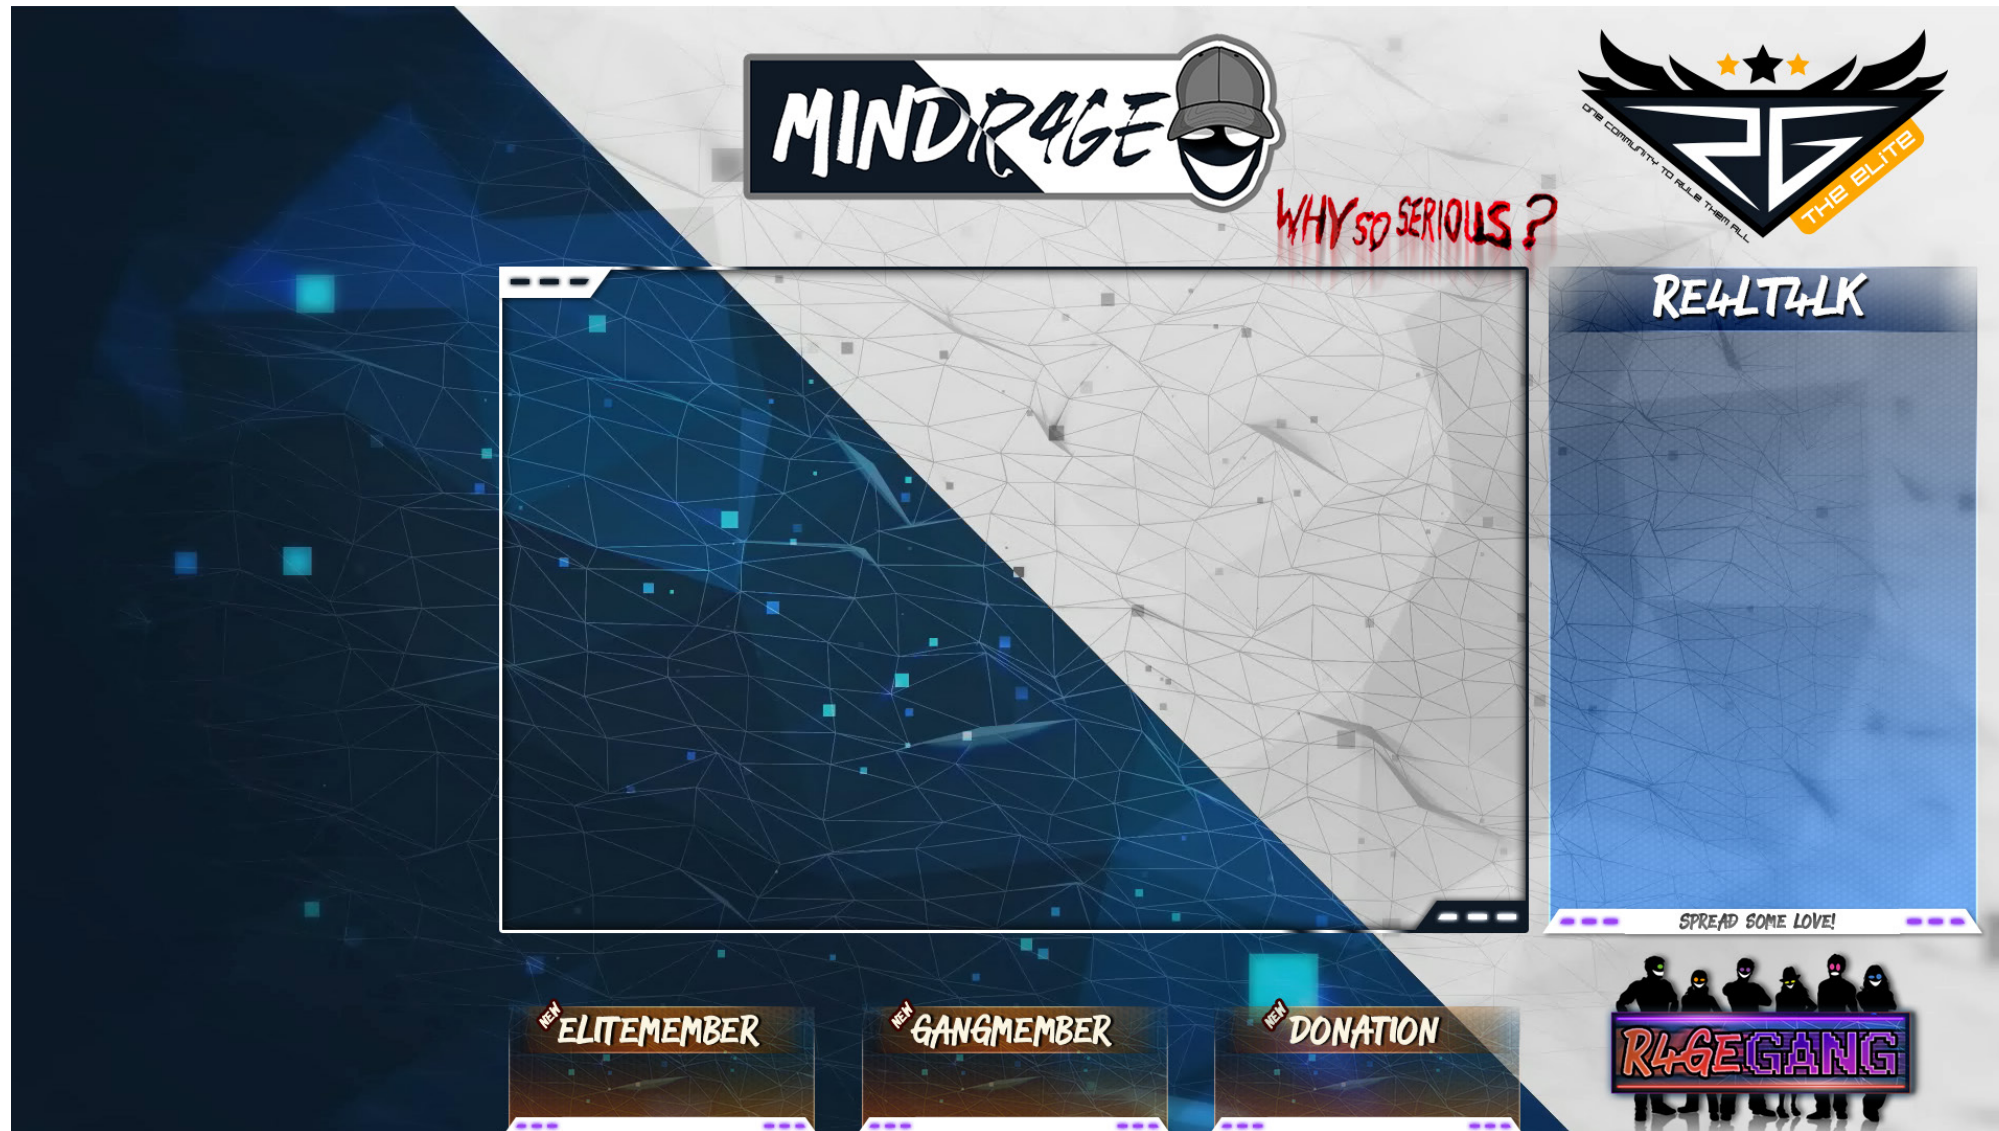 MINDR4GE
WHY SO SERIOUS?
2G
ONE COMMUNITY TO RULE THEM ALL
THE ELITE
RE4LT4LK
SPREAD SOME LOVE!
NEW
ELITEMEMBER
NEW
GANGMEMBER
NEW
DONATION
R4GEGANG